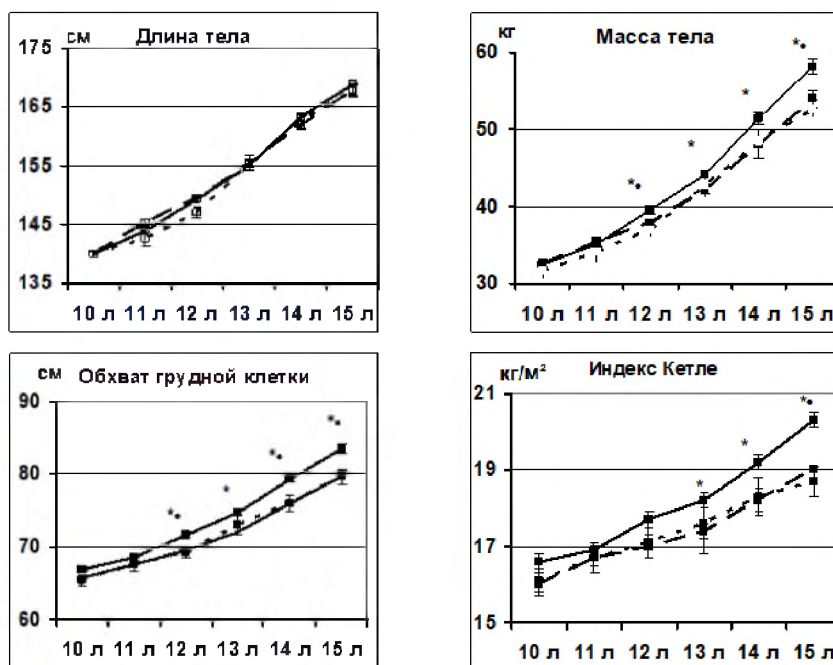 см
Длина тела
175
165
155
145
135
10 л 11 л 12 л 13 л 14 л 15 л
кг
Масса тела
60
50
40
30
10 л 11 л 12 л 13 л 14 л 15 л
см
Обхват грудной клетки
90
80
70
60
10 л 11 л 12 л 13 л 14 л 15 л
кг/м²
Индекс Кетле
21
19
17
15
10 л 11 л 12 л 13 л 14 л 15 л